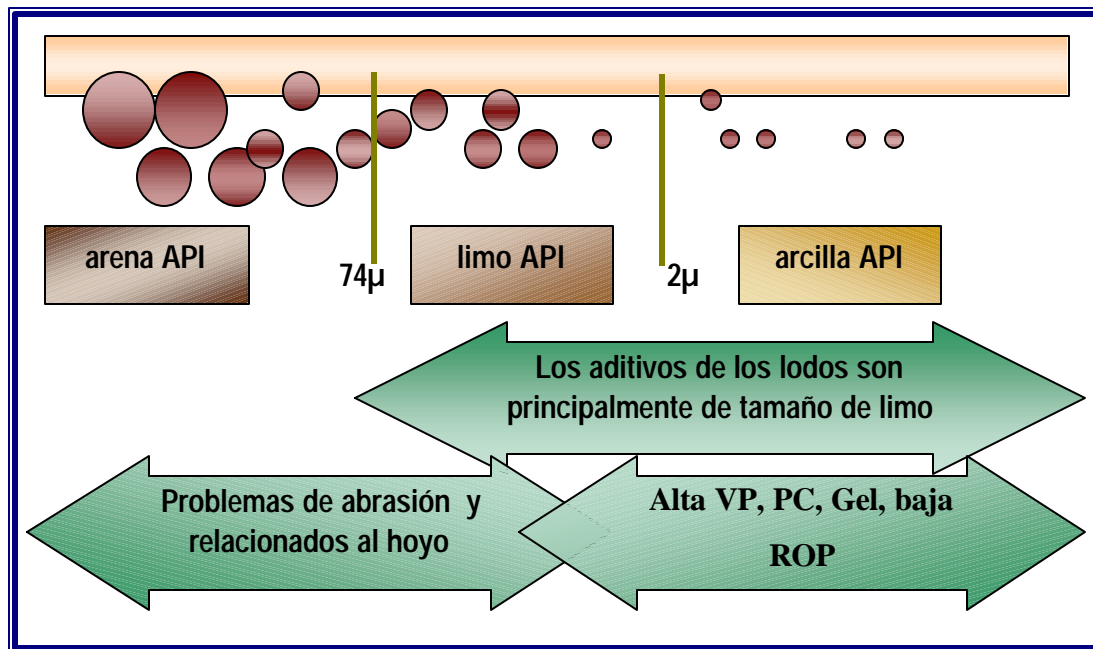 arena API
74µ
limo API
2µ
arcilla API
Los aditivos de los lodos son
principalmente de tamaño de limo
Problemas de abrasión y
relacionados al hoyo
Alta VP, PC, Gel, baja
ROP